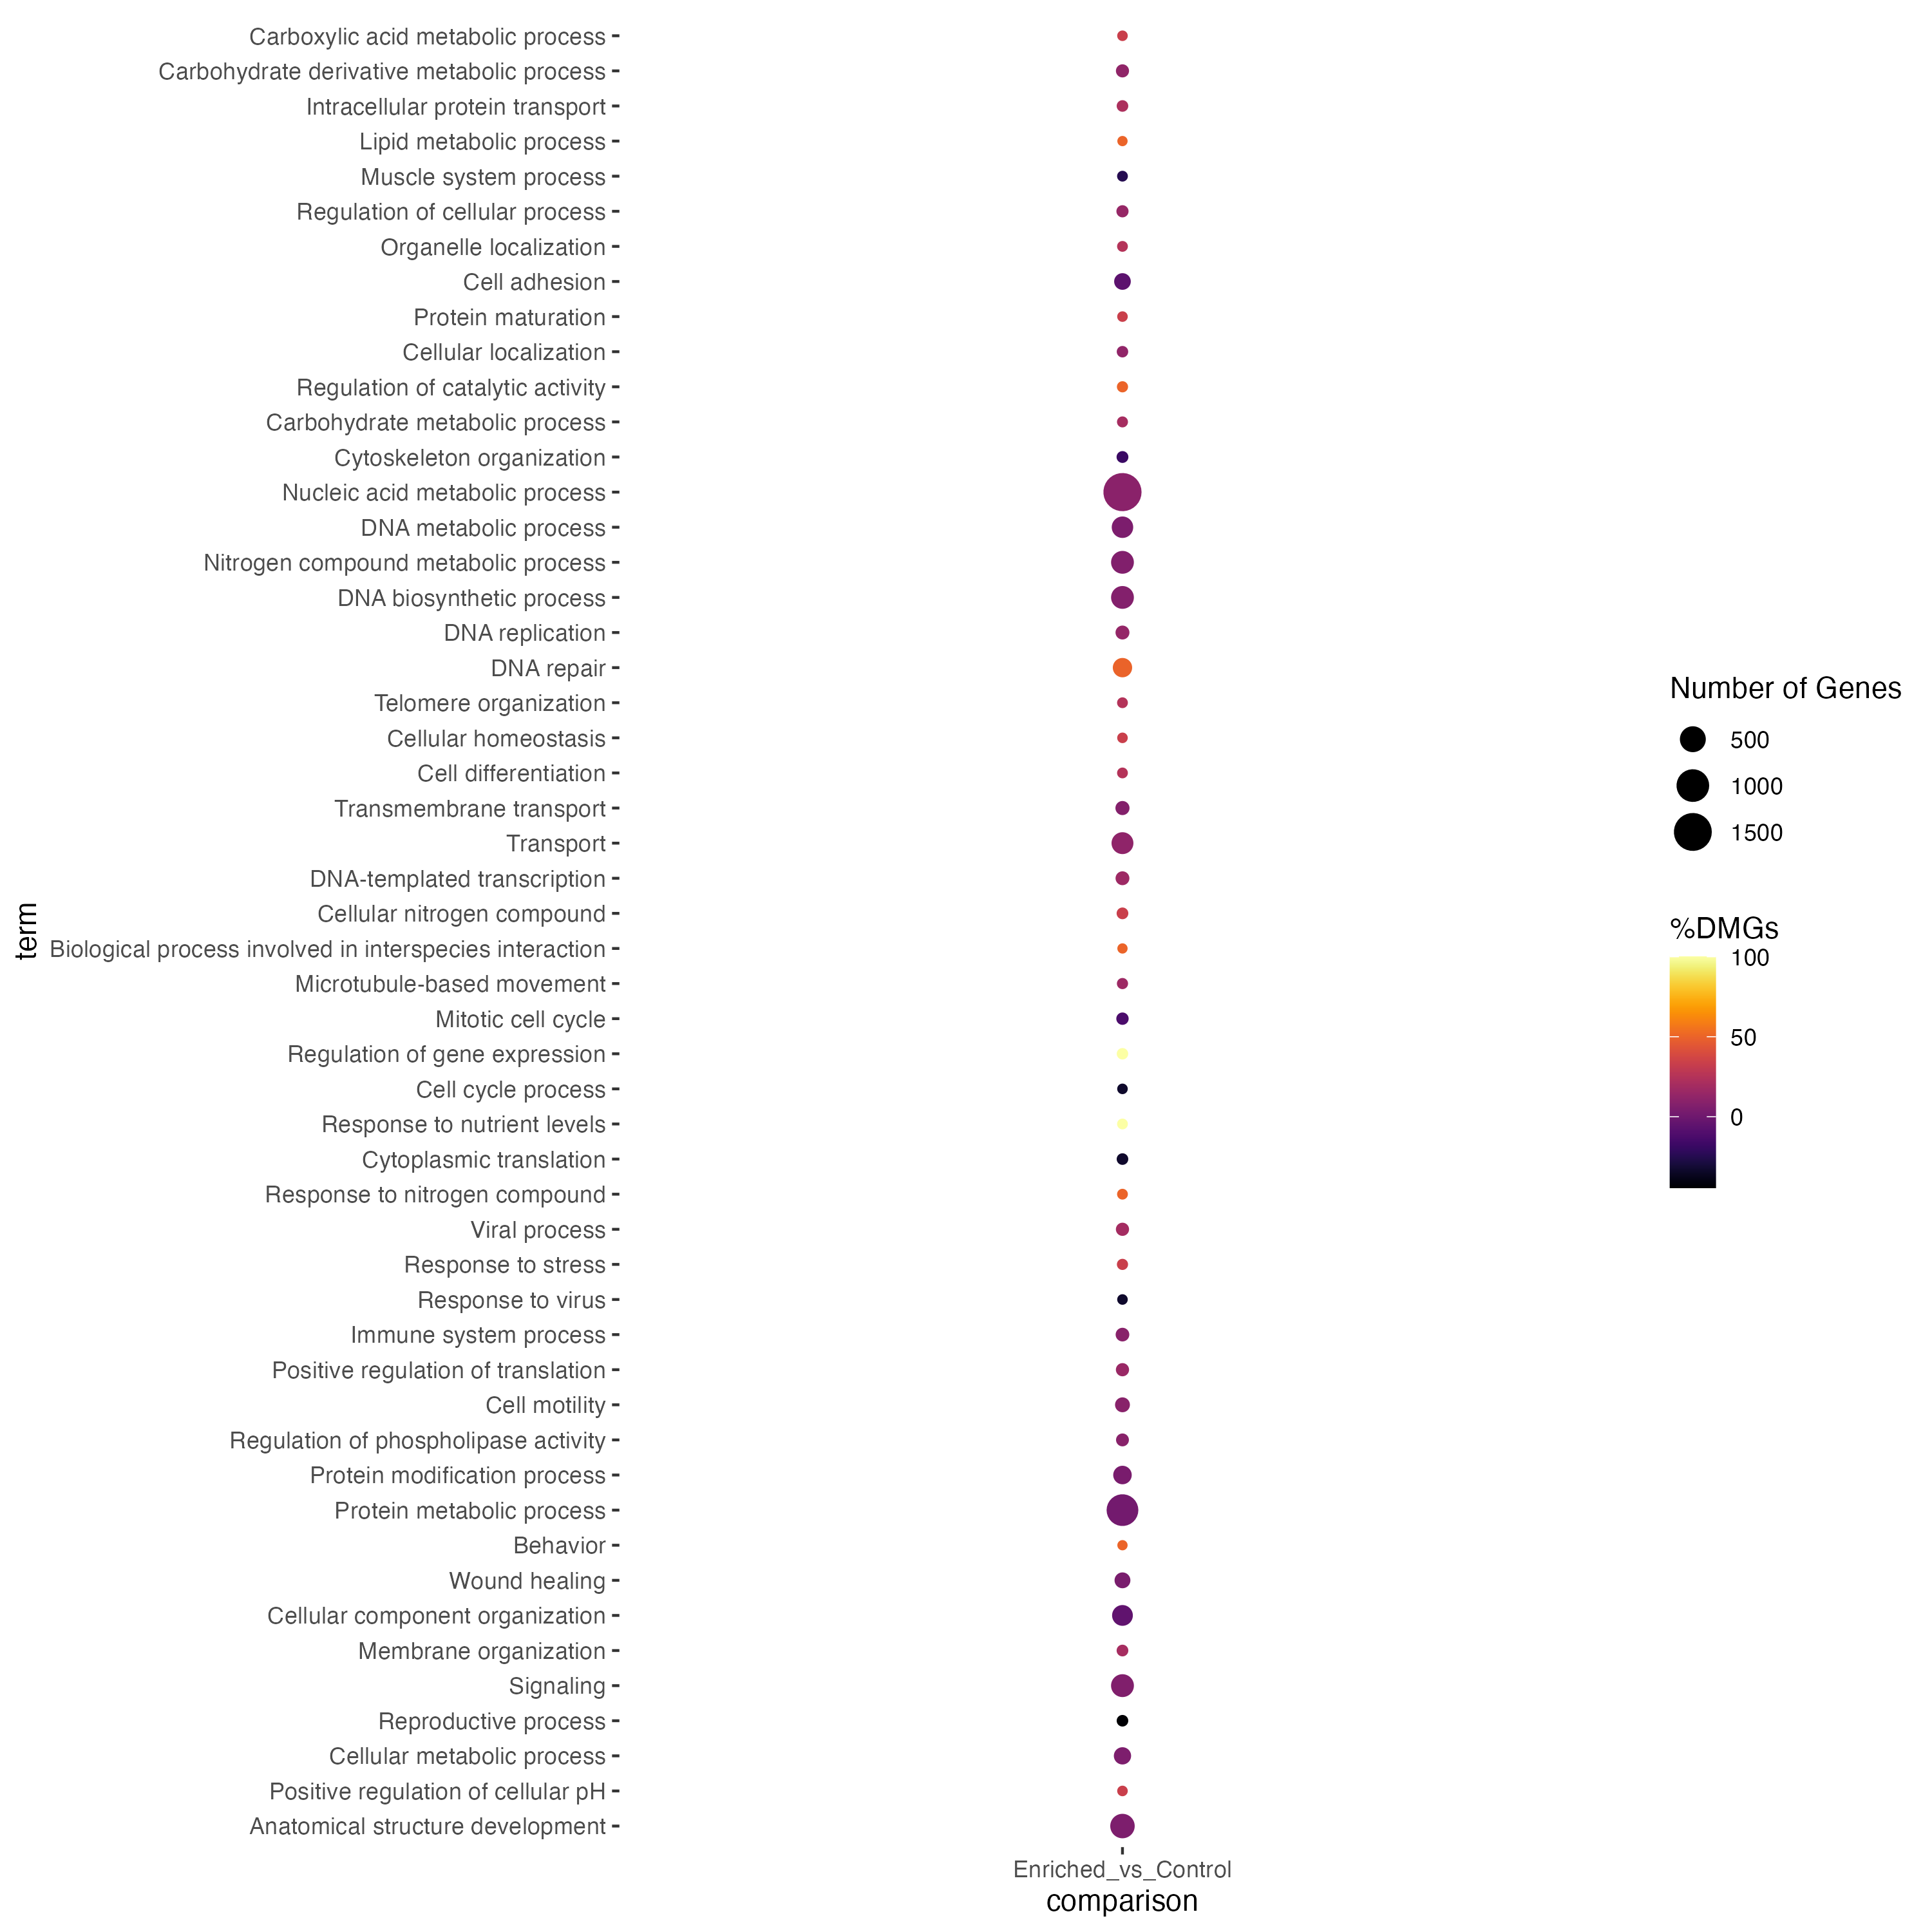 Carboxylic acid metabolic process
Carbohydrate derivative metabolic process
Intracellular protein transport
Lipid metabolic process
Muscle system process
Regulation of cellular process
Organelle localization
Cell adhesion
Protein maturation
Cellular localization
Regulation of catalytic activity
Carbohydrate metabolic process
Cytoskeleton organization
Nucleic acid metabolic process
DNA metabolic process
Nitrogen compound metabolic process
DNA biosynthetic process
DNA replication
DNA repair
Telomere organization
Cellular homeostasis
Cell differentiation
Transmembrane transport
Transport
DNA-templated transcription
Cellular nitrogen compound
Biological process involved in interspecies interaction
Microtubule-based movement
Mitotic cell cycle
Regulation of gene expression
Cell cycle process
Response to nutrient levels
Cytoplasmic translation
Response to nitrogen compound
Viral process
Response to stress
Response to virus
Immune system process
Positive regulation of translation
Cell motility
Regulation of phospholipase activity
Protein modification process
Protein metabolic process
Behavior
Wound healing
Cellular component organization
Membrane organization
Signaling
Reproductive process
Cellular metabolic process
Positive regulation of cellular pH
Anatomical structure development
term
Enriched_vs_Control
comparison
Number of Genes
500
1000
1500
%DMGs
100
50
0